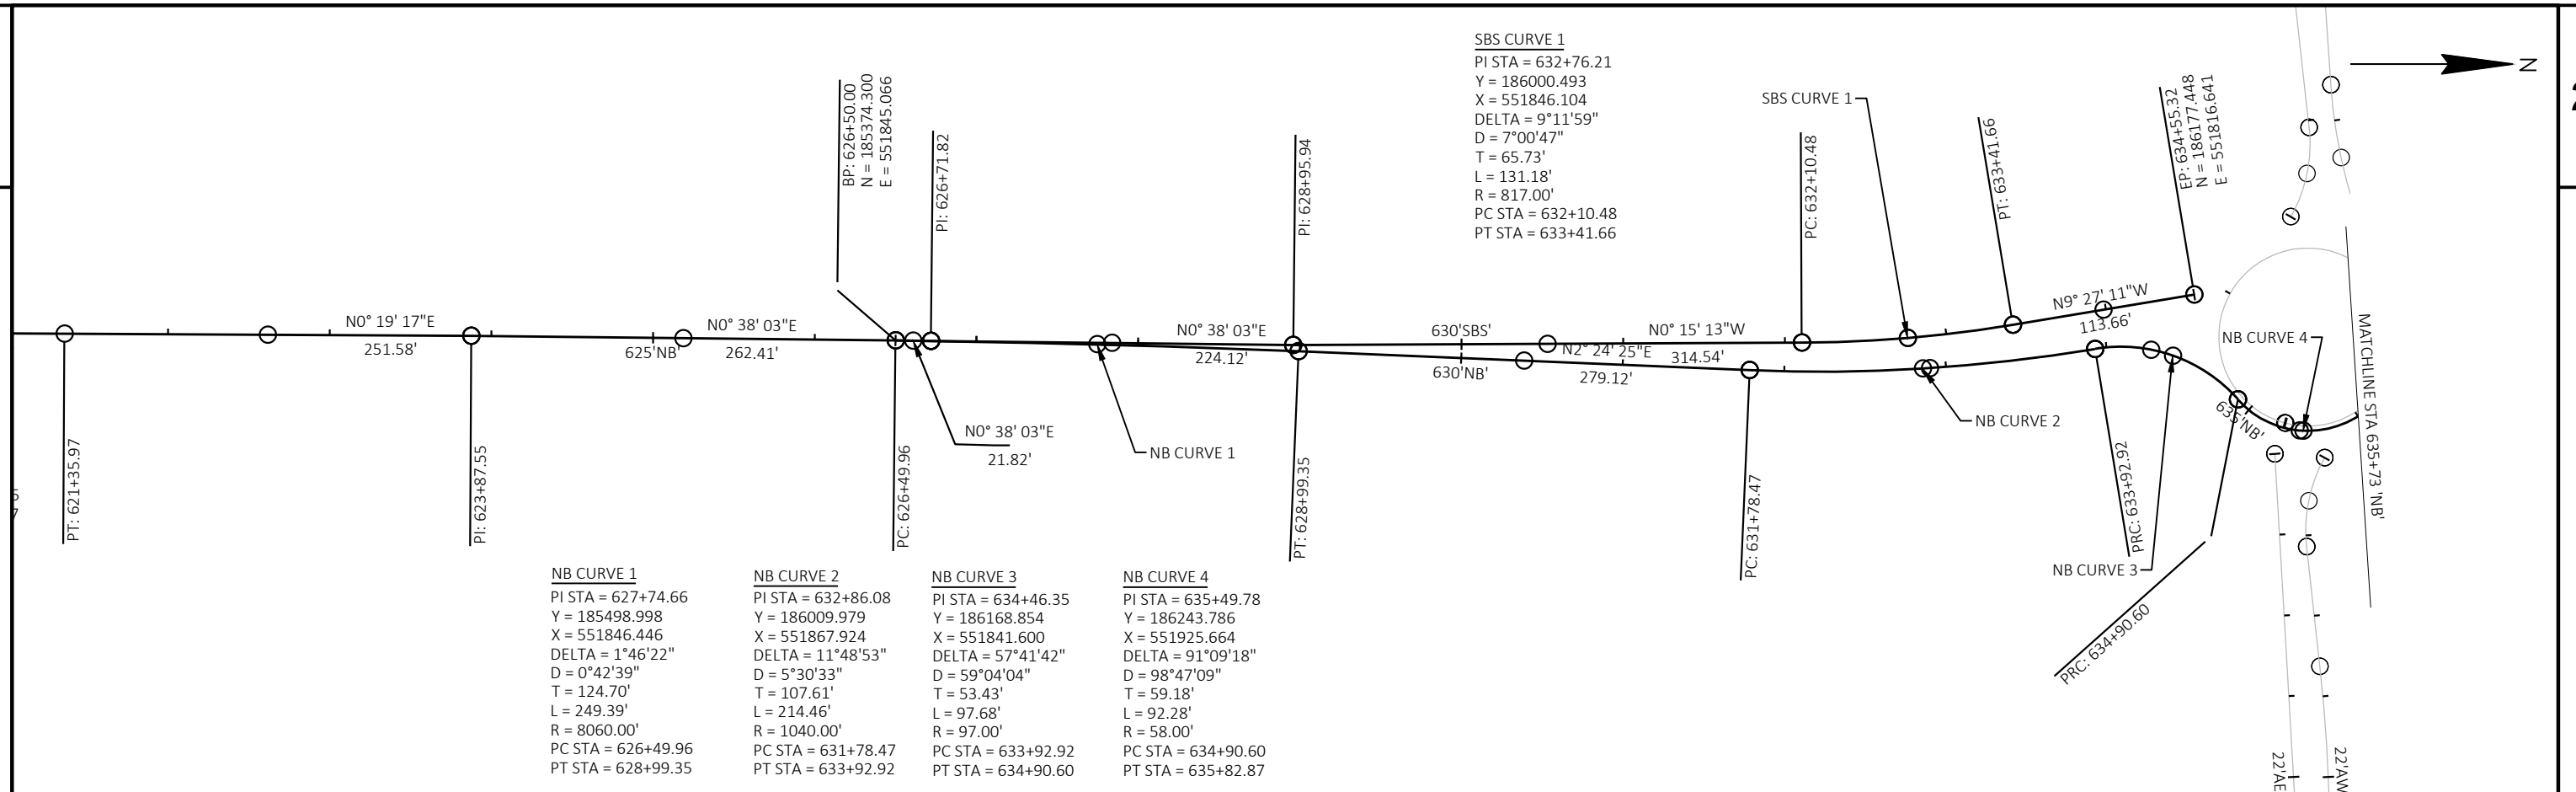 SBS CURVE 1
PI STA = 632+76.21
Y = 186000.493
X = 551846.104
DELTA = 9°11'59"
D = 7°00'47"
T = 65.73'
L = 131.18'
R = 817.00'
PC STA = 632+10.48
PT STA = 633+41.66
N
BP: 626+50.00
N = 185374.300
E = 551845.066
PI: 626+71.82
PI: 628+95.94
PC: 632+10.48
SBS CURVE 1
PT: 633+41.66
EP: 634+55.32
N = 186177.448
E = 551816.641
N0° 19' 17"E
251.58'
625'NB'
N0° 38' 03"E
262.41'
N0° 38' 03"E
224.12'
630'SBS'
630'NB'
N0° 15' 13"W
314.54'
N2° 24' 25"E
279.12'
N9° 27' 11"W
113.66'
NB CURVE 4
MATCHLINE STA 635+73 'NB'
635'NB'
NB CURVE 2
N0° 38' 03"E
21.82'
NB CURVE 1
PT: 621+35.97
PI: 623+87.55
PC: 626+49.96
PT: 628+99.35
PC: 631+78.47
PRC: 633+92.92
NB CURVE 3
PRC: 634+90.60
NB CURVE 1
PI STA = 627+74.66
Y = 185498.998
X = 551846.446
DELTA = 1°46'22"
D = 0°42'39"
T = 124.70'
L = 249.39'
R = 8060.00'
PC STA = 626+49.96
PT STA = 628+99.35
NB CURVE 2
PI STA = 632+86.08
Y = 186009.979
X = 551867.924
DELTA = 11°48'53"
D = 5°30'33"
T = 107.61'
L = 214.46'
R = 1040.00'
PC STA = 631+78.47
PT STA = 633+92.92
NB CURVE 3
PI STA = 634+46.35
Y = 186168.854
X = 551841.600
DELTA = 57°41'42"
D = 59°04'04"
T = 53.43'
L = 97.68'
R = 97.00'
PC STA = 633+92.92
PT STA = 634+90.60
NB CURVE 4
PI STA = 635+49.78
Y = 186243.786
X = 551925.664
DELTA = 91°09'18"
D = 98°47'09"
T = 59.18'
L = 92.28'
R = 58.00'
PC STA = 634+90.60
PT STA = 635+82.87
22'AE
22'AW